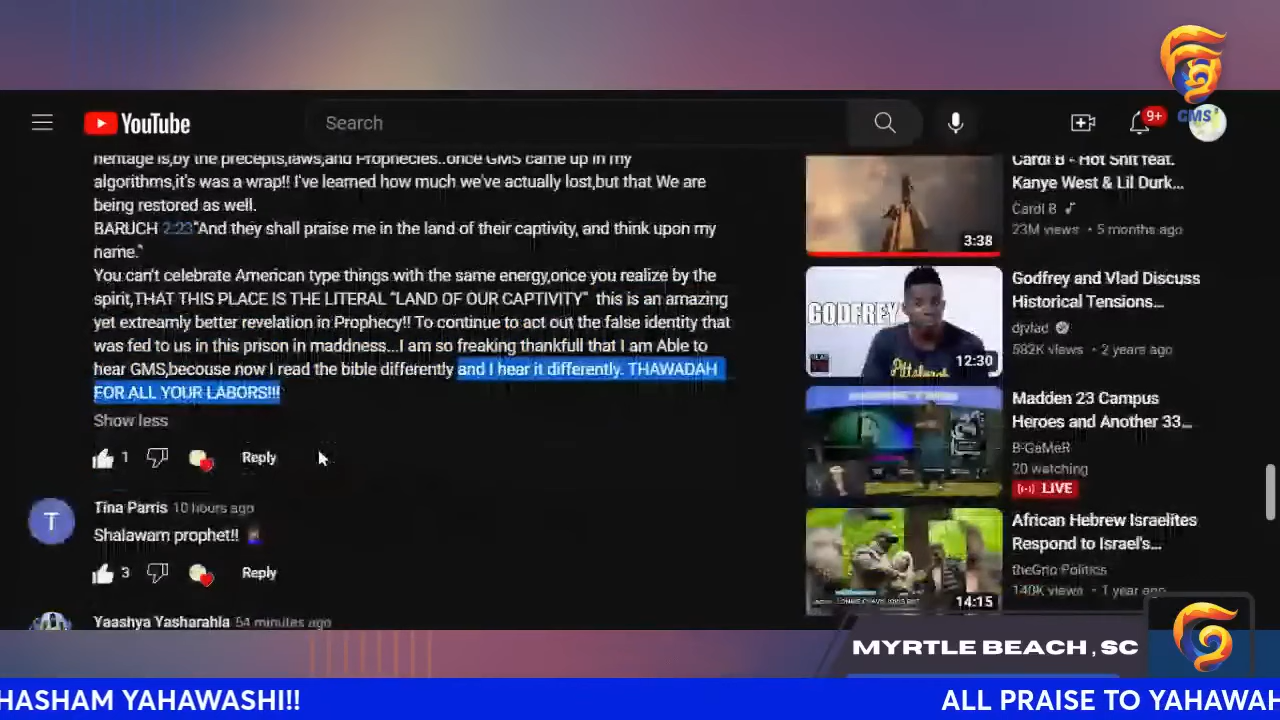 GMS
YouTube
Search
9+
heritage is,by the precepts,laws,and Prophecies..once GMS came up in my
algorithms,it's was a wrap!! I've learned how much we've actually lost,but that We are
being restored as well.
BARUCH 2:23"And they shall praise me in the land of their captivity, and think upon my
name."
You can't celebrate American type things with the same energy,once you realize by the
spirit,THAT THIS PLACE IS THE LITERAL "LAND OF OUR CAPTIVITY" this is an amazing
yet extreamly better revelation in Prophecy!! To continue to act out the false identity that
was fed to us in this prison in maddness...I am so freaking thankfull that I am Able to
hear GMS,becouse now I read the bible differently and I hear it differently. THAWADAH
FOR ALL YOUR LABORS!!!
Show less
1
Reply
Tina Parris 10 hours ago
Shalawam prophet!!
3
Reply
Yaashya Yasharahla 54 minutes ago
3:38
Cardi B - Hot Shit feat.
Kanye West & Lil Durk...
Cardi B
23M views • 5 months ago
GODFREY
Pittsburgh
12:30
Godfrey and Vlad Discuss
Historical Tensions...
djvlad
582K views • 2 years ago
Madden 23 Campus
Heroes and Another 33...
B-GaMeR
20 watching
LIVE
14:15
African Hebrew Israelites
Respond to Israel's...
theGrio Politics
140K views • 1 year ago
MYRTLE BEACH , SC
HASHAM YAHAWASHI!!
ALL PRAISE TO YAHAWAH